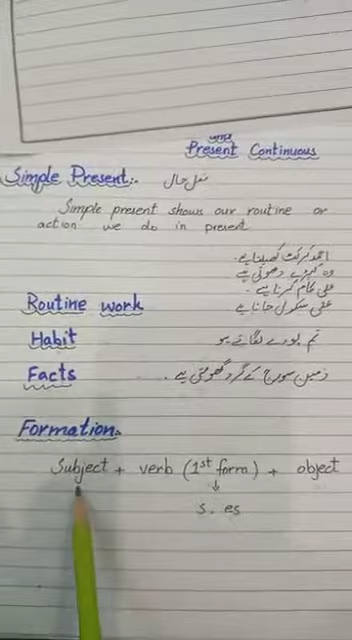 Present Continuous
Simple Present:. فعل حال
Simple present shows our routine or
action we do in present
احمد کرکٹ کھیلتا ہے۔
وہ کپڑے دھوتی ہے
علی کام کرتا ہے۔
Routine work علی سکول جاتا ہے
Habit تم پودے لگاتے ہو
Facts زمین سورج کے گرد گھومتی ہے۔
Formation:
Subject + verb (1st form) + object
↓
s. es